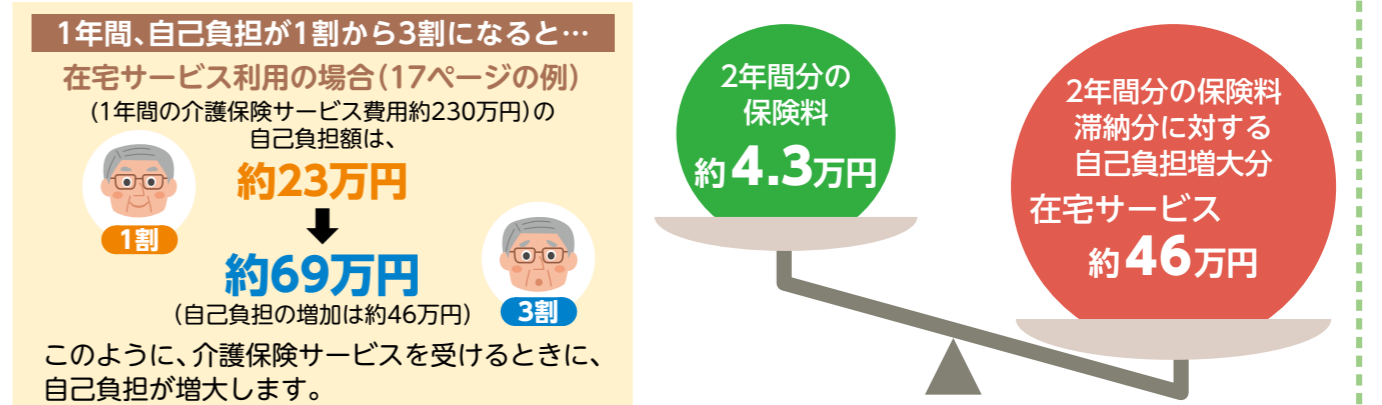 1年間、自己負担が1割から3割になると…
在宅サービス利用の場合(17ページの例)
(1年間の介護保険サービス費用約230万円)の
自己負担額は、
約23万円
1割
約69万円
(自己負担の増加は約46万円)
3割
このように、介護保険サービスを受けるときに、
自己負担が増大します。
2年間分の
保険料
約4.3万円
2年間分の保険料
滞納分に対する
自己負担増大分
在宅サービス
約46万円